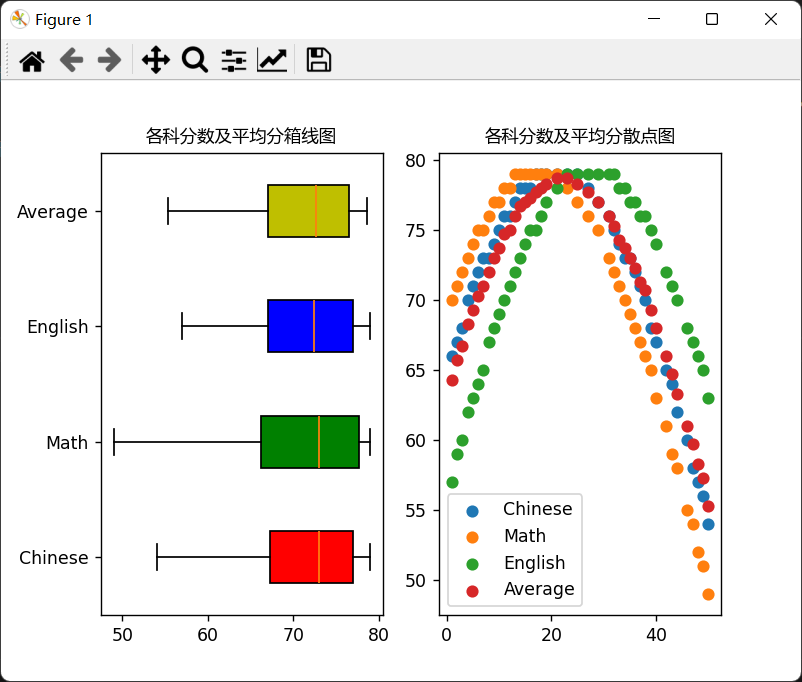 Figure 1
各科分数及平均分箱线图
Average
English
Math
Chinese
50 60 70 80
各科分数及平均分散点图
80
75
70
65
60
55
50
Chinese
Math
English
Average
0 20 40